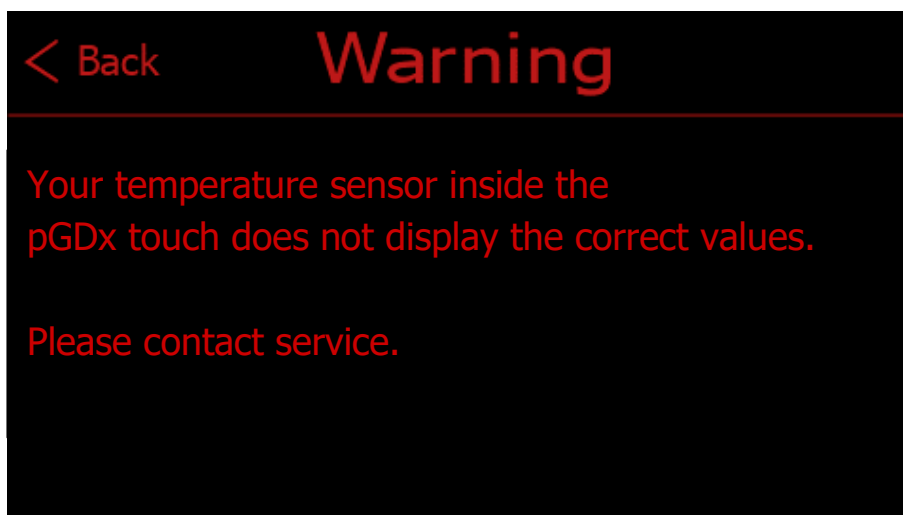 < Back Warning
Your temperature sensor inside the
pGDx touch does not display the correct values.
Please contact service.